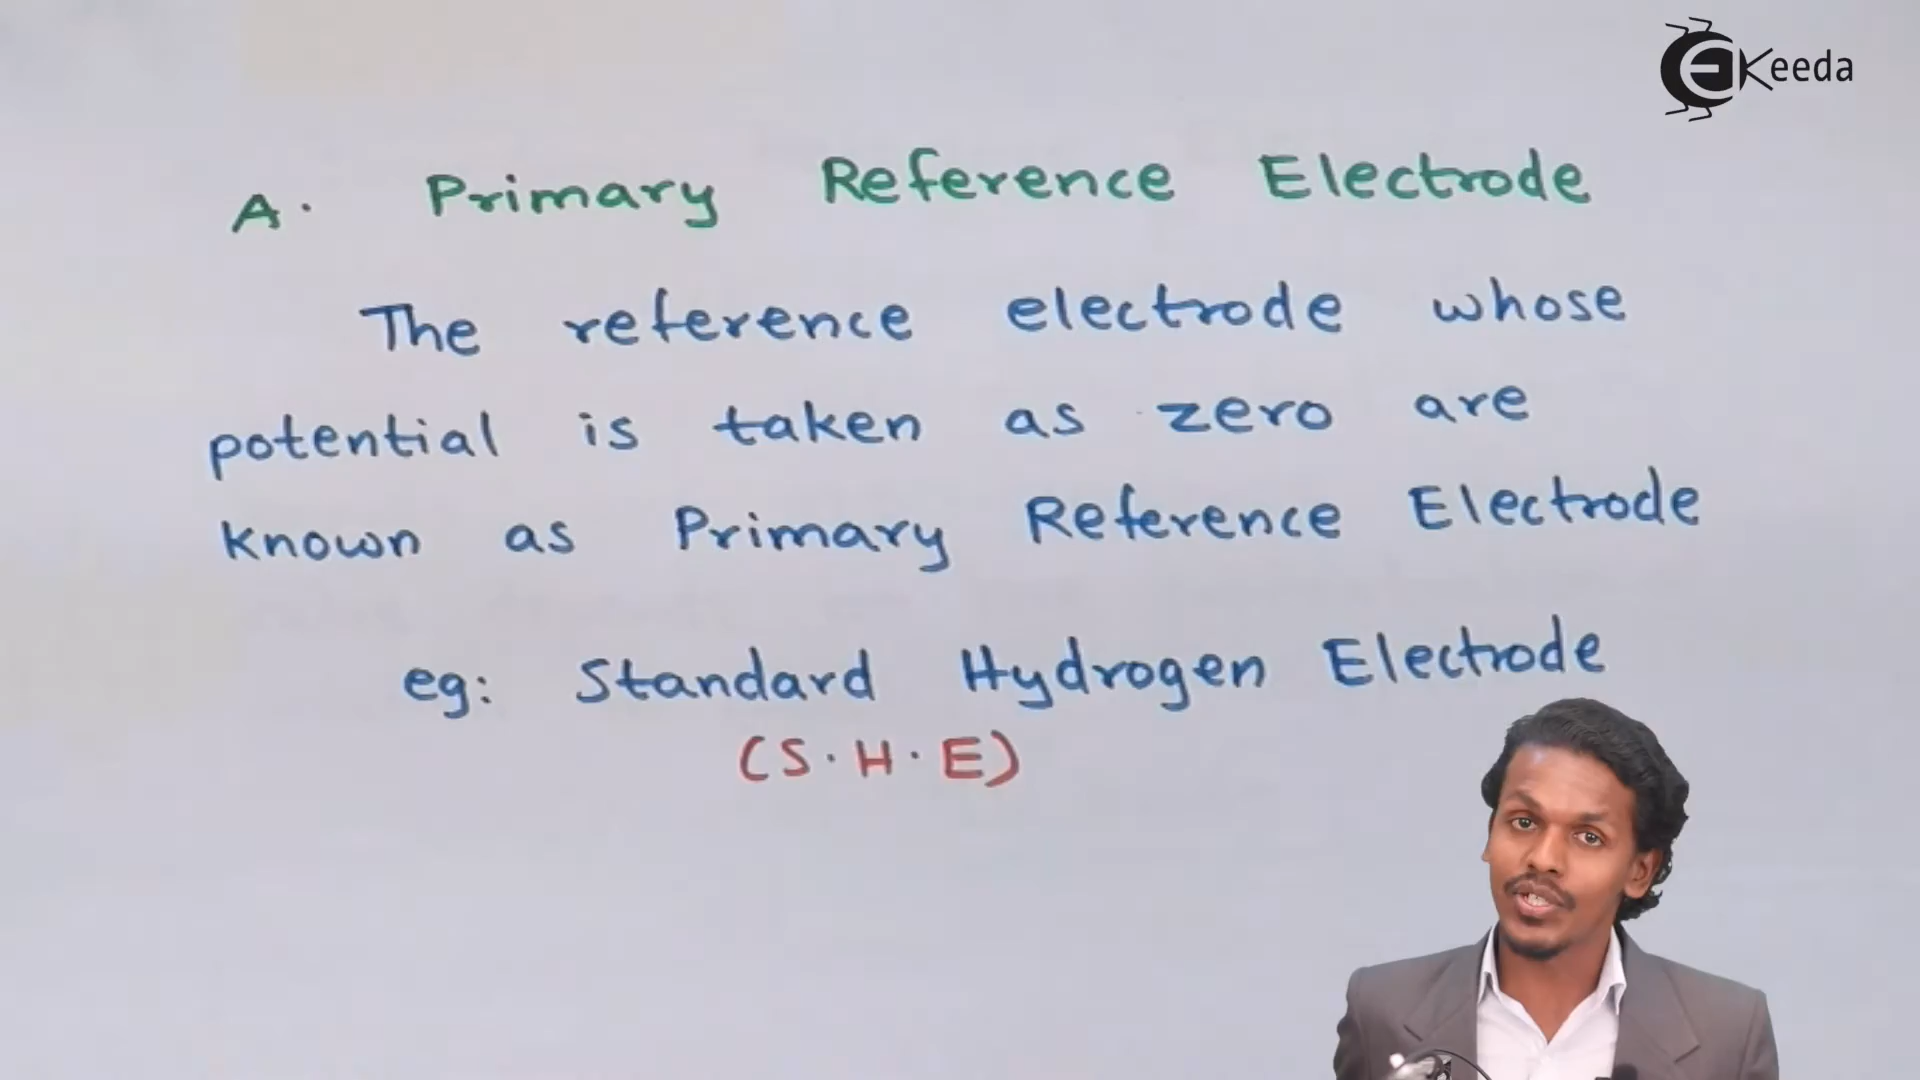 EKeeda
A. Primary Reference Electrode
The reference electrode whose
potential is taken as zero are
known as Primary Reference Electrode
eg: Standard Hydrogen Electrode
(S.H.E)